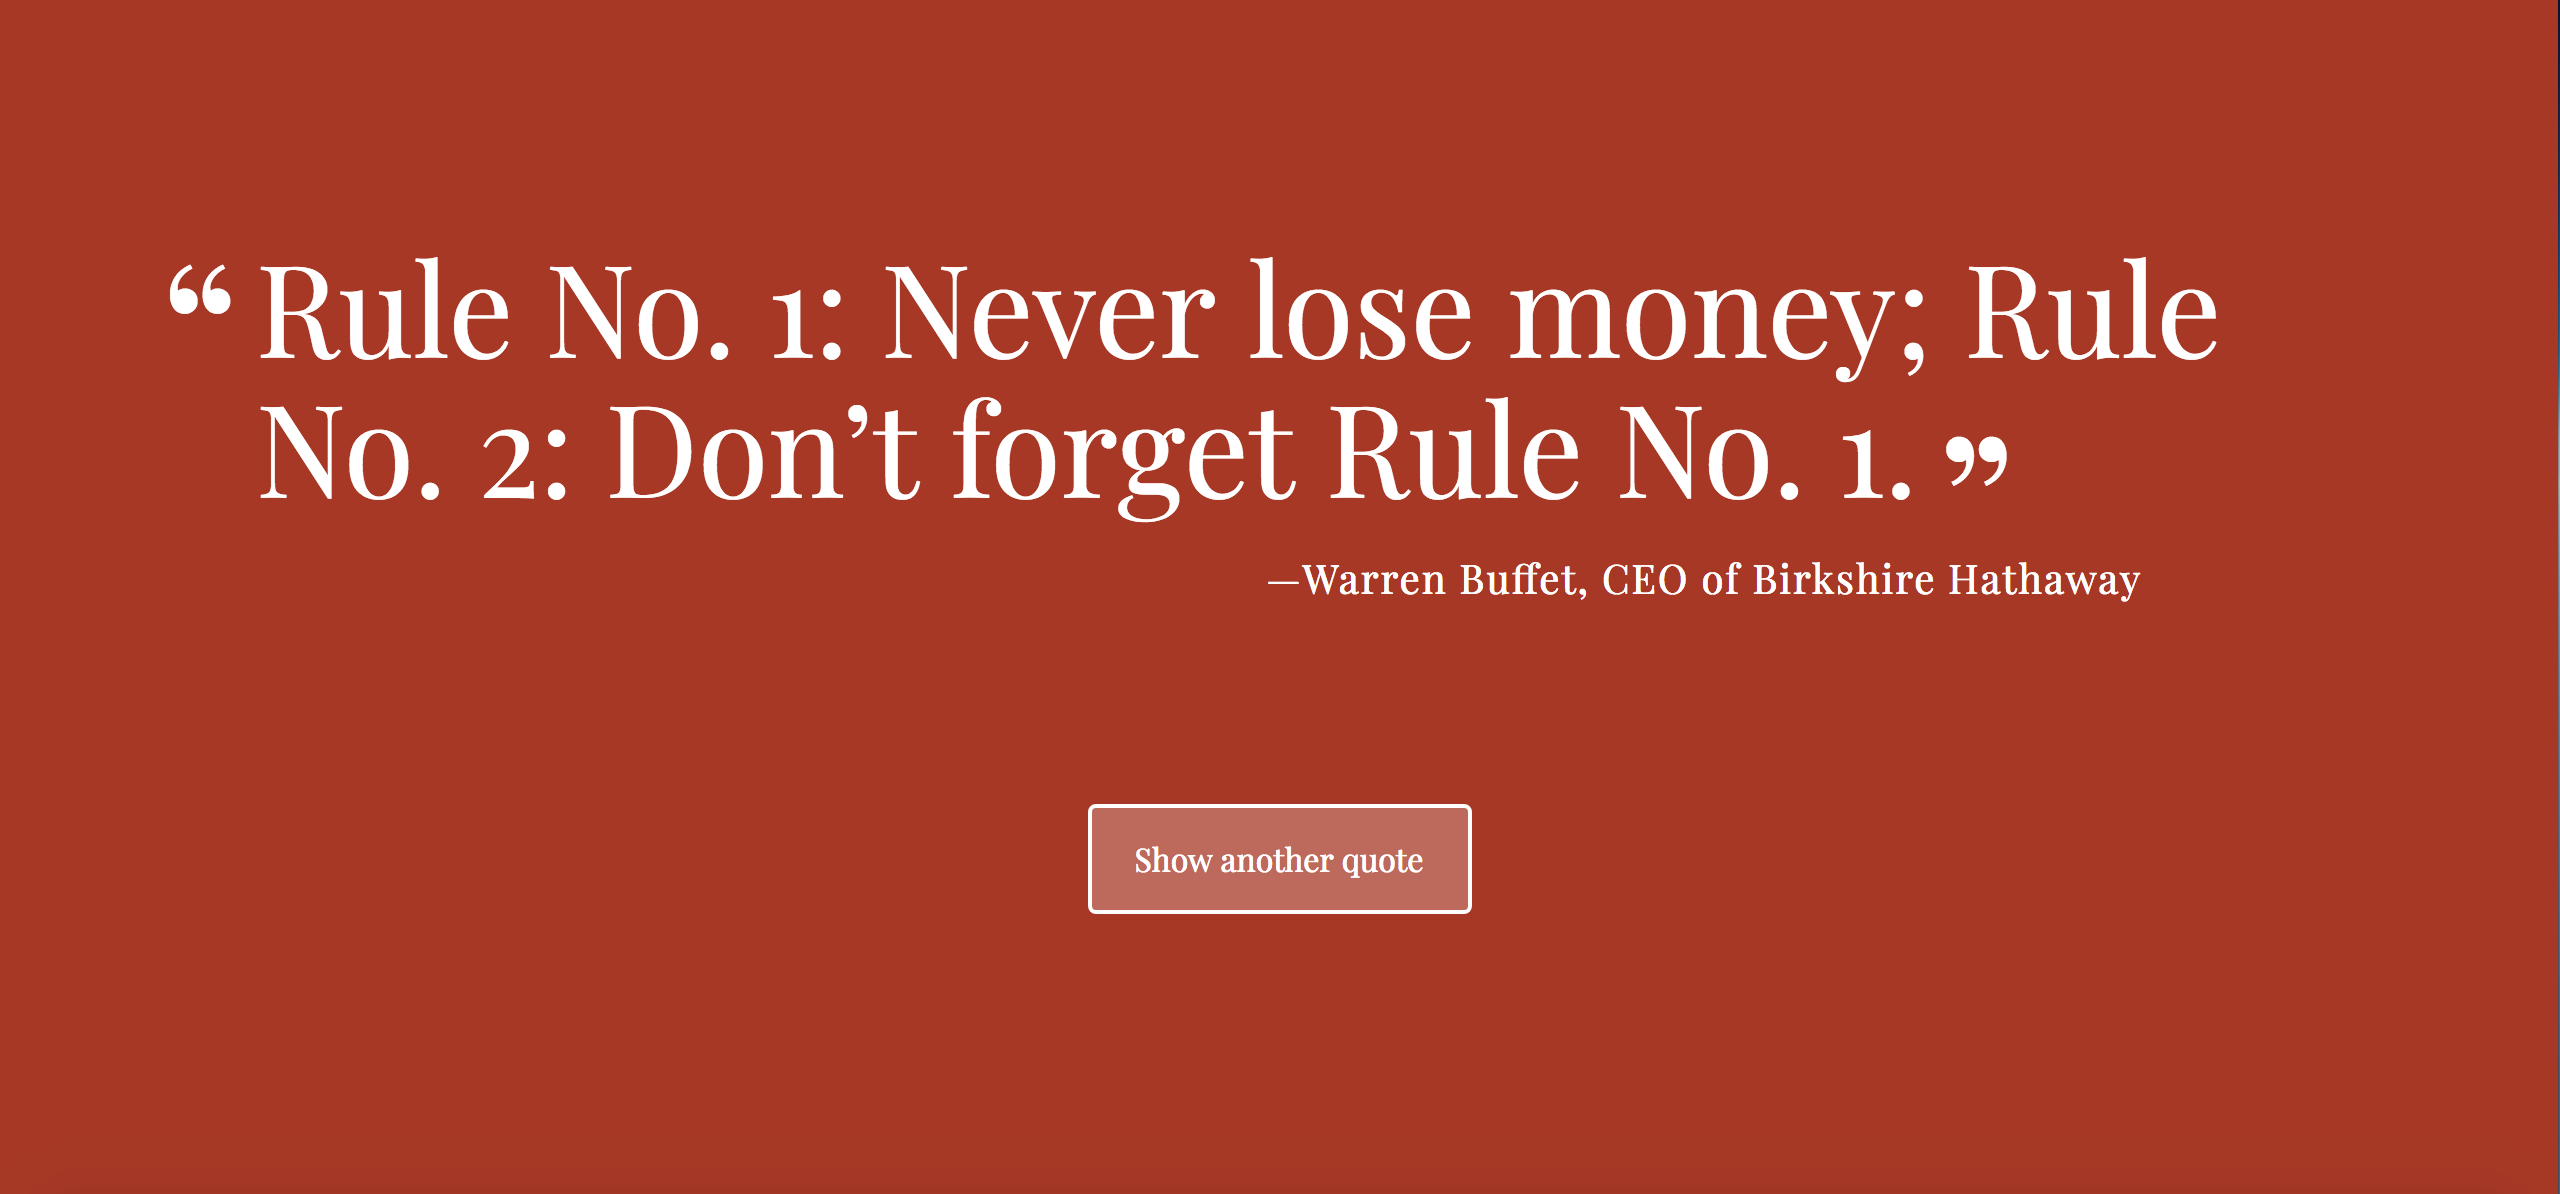 “Rule No. 1: Never lose money; Rule
No. 2: Don’t forget Rule No. 1.”
—Warren Buffet, CEO of Birkshire Hathaway
Show another quote